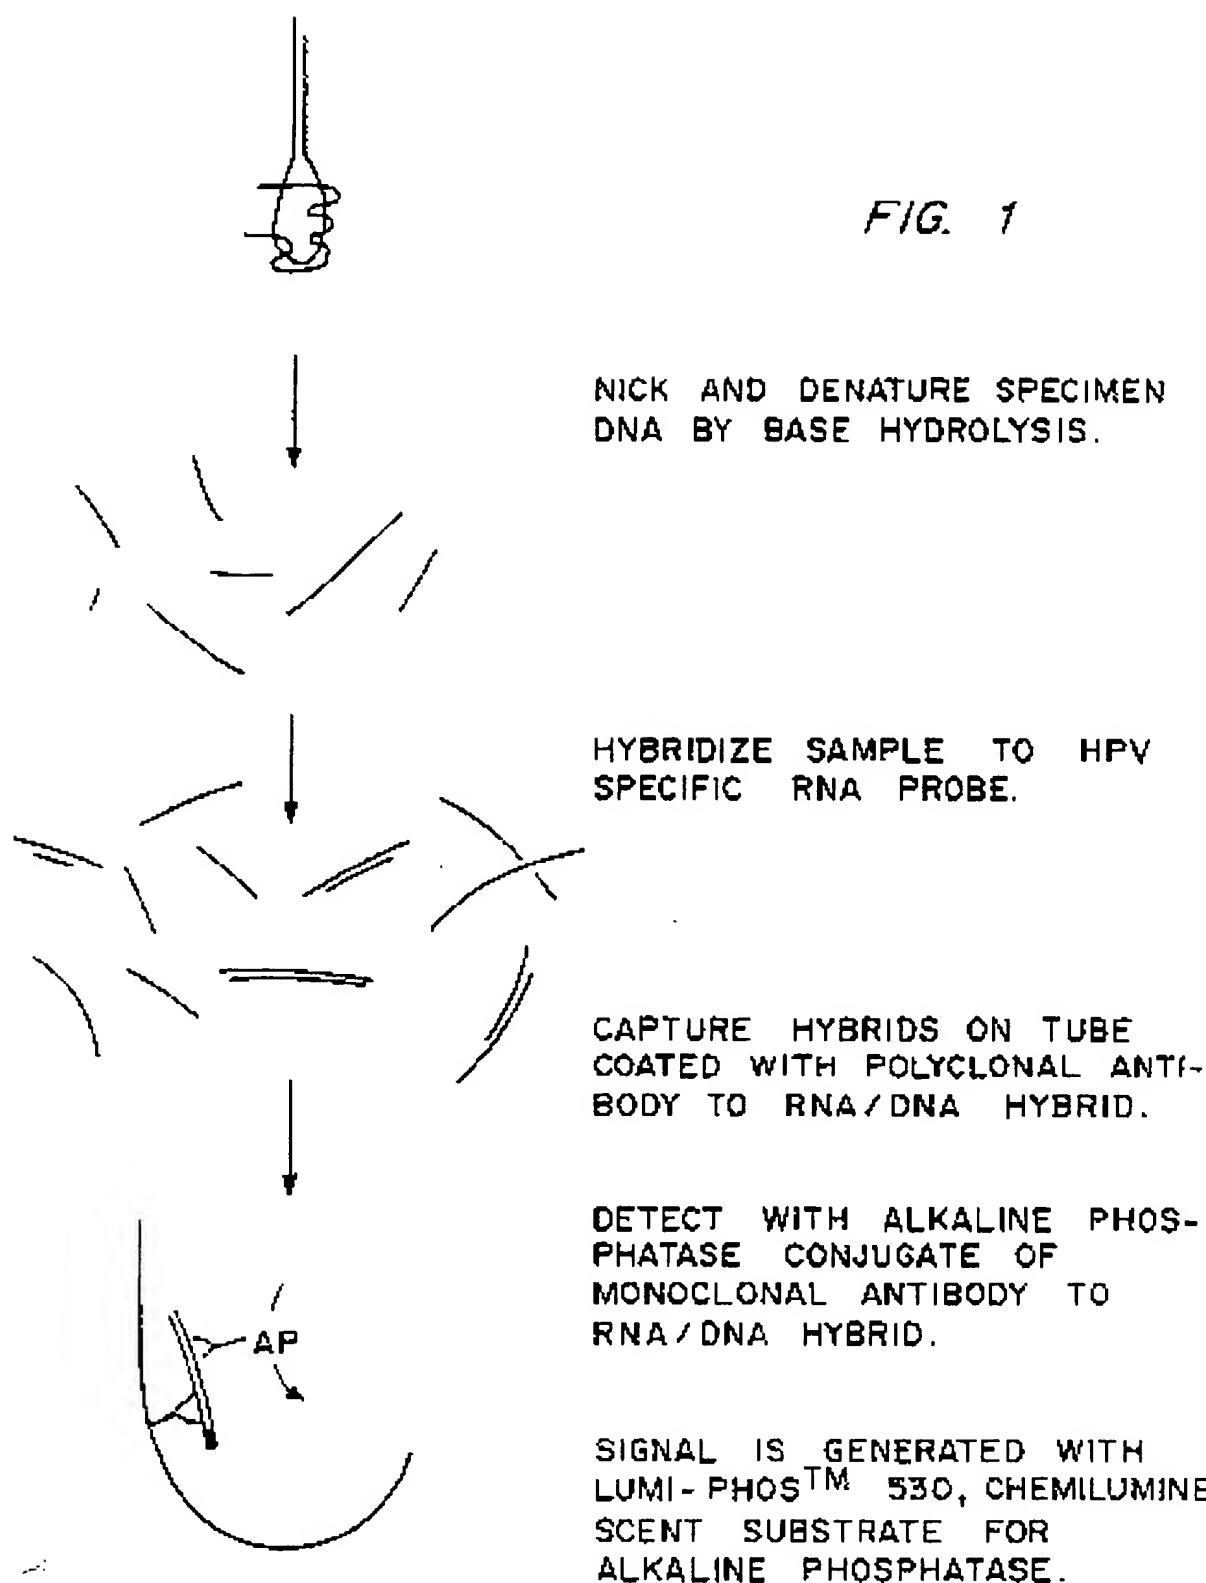 FIG. 1
NICK AND DENATURE SPECIMEN
DNA BY BASE HYDROLYSIS.
HYBRIDIZE SAMPLE TO HPV
SPECIFIC RNA PROBE.
CAPTURE HYBRIDS ON TUBE
COATED WITH POLYCLONAL ANTI-
BODY TO RNA/DNA HYBRID.
DETECT WITH ALKALINE PHOS-
PHATASE CONJUGATE OF
MONOCLONAL ANTIBODY TO
RNA/DNA HYBRID.
AP
SIGNAL IS GENERATED WITH
LUMI-PHOS™ 530, CHEMILUMINE
SCENT SUBSTRATE FOR
ALKALINE PHOSPHATASE.